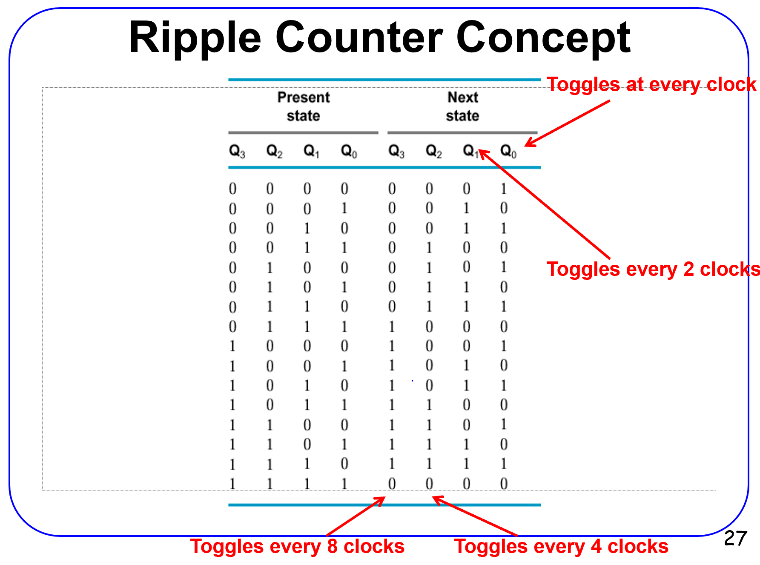 Ripple Counter Concept
Toggles at every clock
Present Next
state state
Q3 Q2 Q1 Q0 Q3 Q2 Q1 Q0
0 0 0 0 0 0 0 1
0 0 0 1 0 0 1 0
0 0 1 0 0 0 1 1
0 0 1 1 0 1 0 0
0 1 0 0 0 1 0 1
0 1 0 1 0 1 1 0
0 1 1 0 0 1 1 1
0 1 1 1 1 0 0 0
1 0 0 0 1 0 0 1
1 0 0 1 1 0 1 0
1 0 1 0 1 0 1 1
1 0 1 1 1 1 0 0
1 1 0 0 1 1 0 1
1 1 0 1 1 1 1 0
1 1 1 0 1 1 1 1
1 1 1 1 0 0 0 0
Toggles every 2 clocks
Toggles every 8 clocks
Toggles every 4 clocks
27